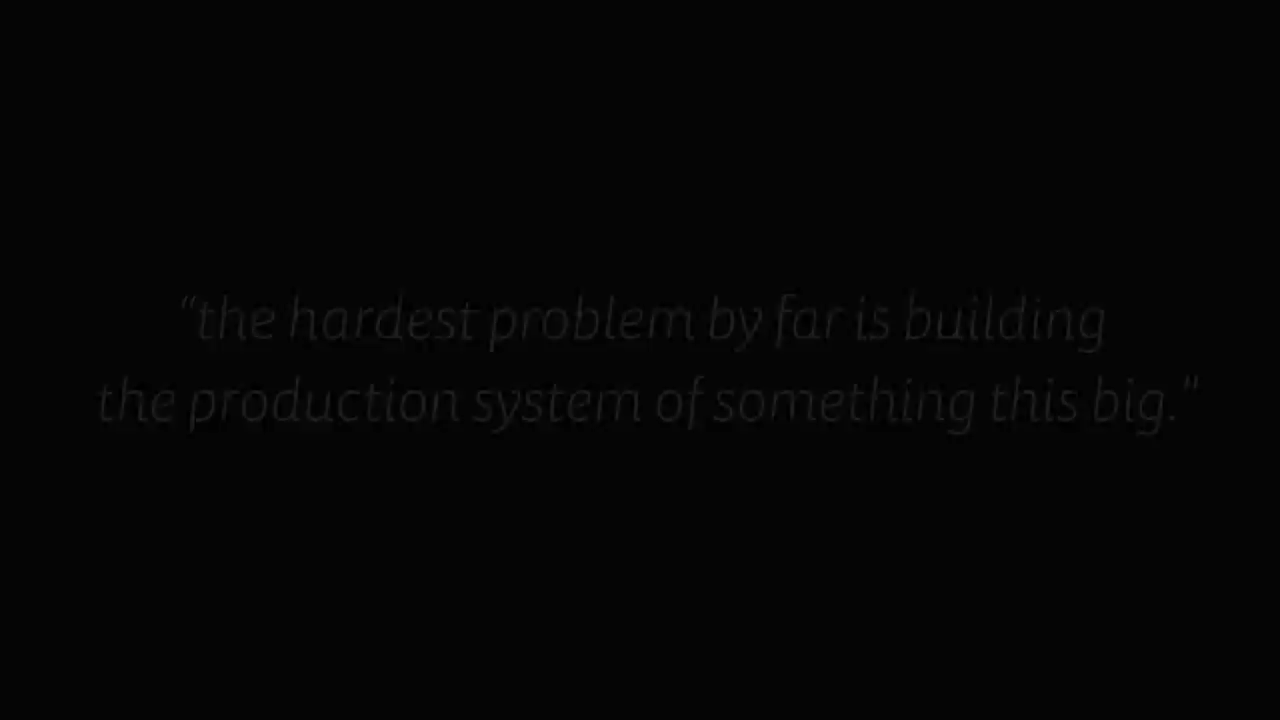 “the hardest problem by far is building
the production system of something this big.”